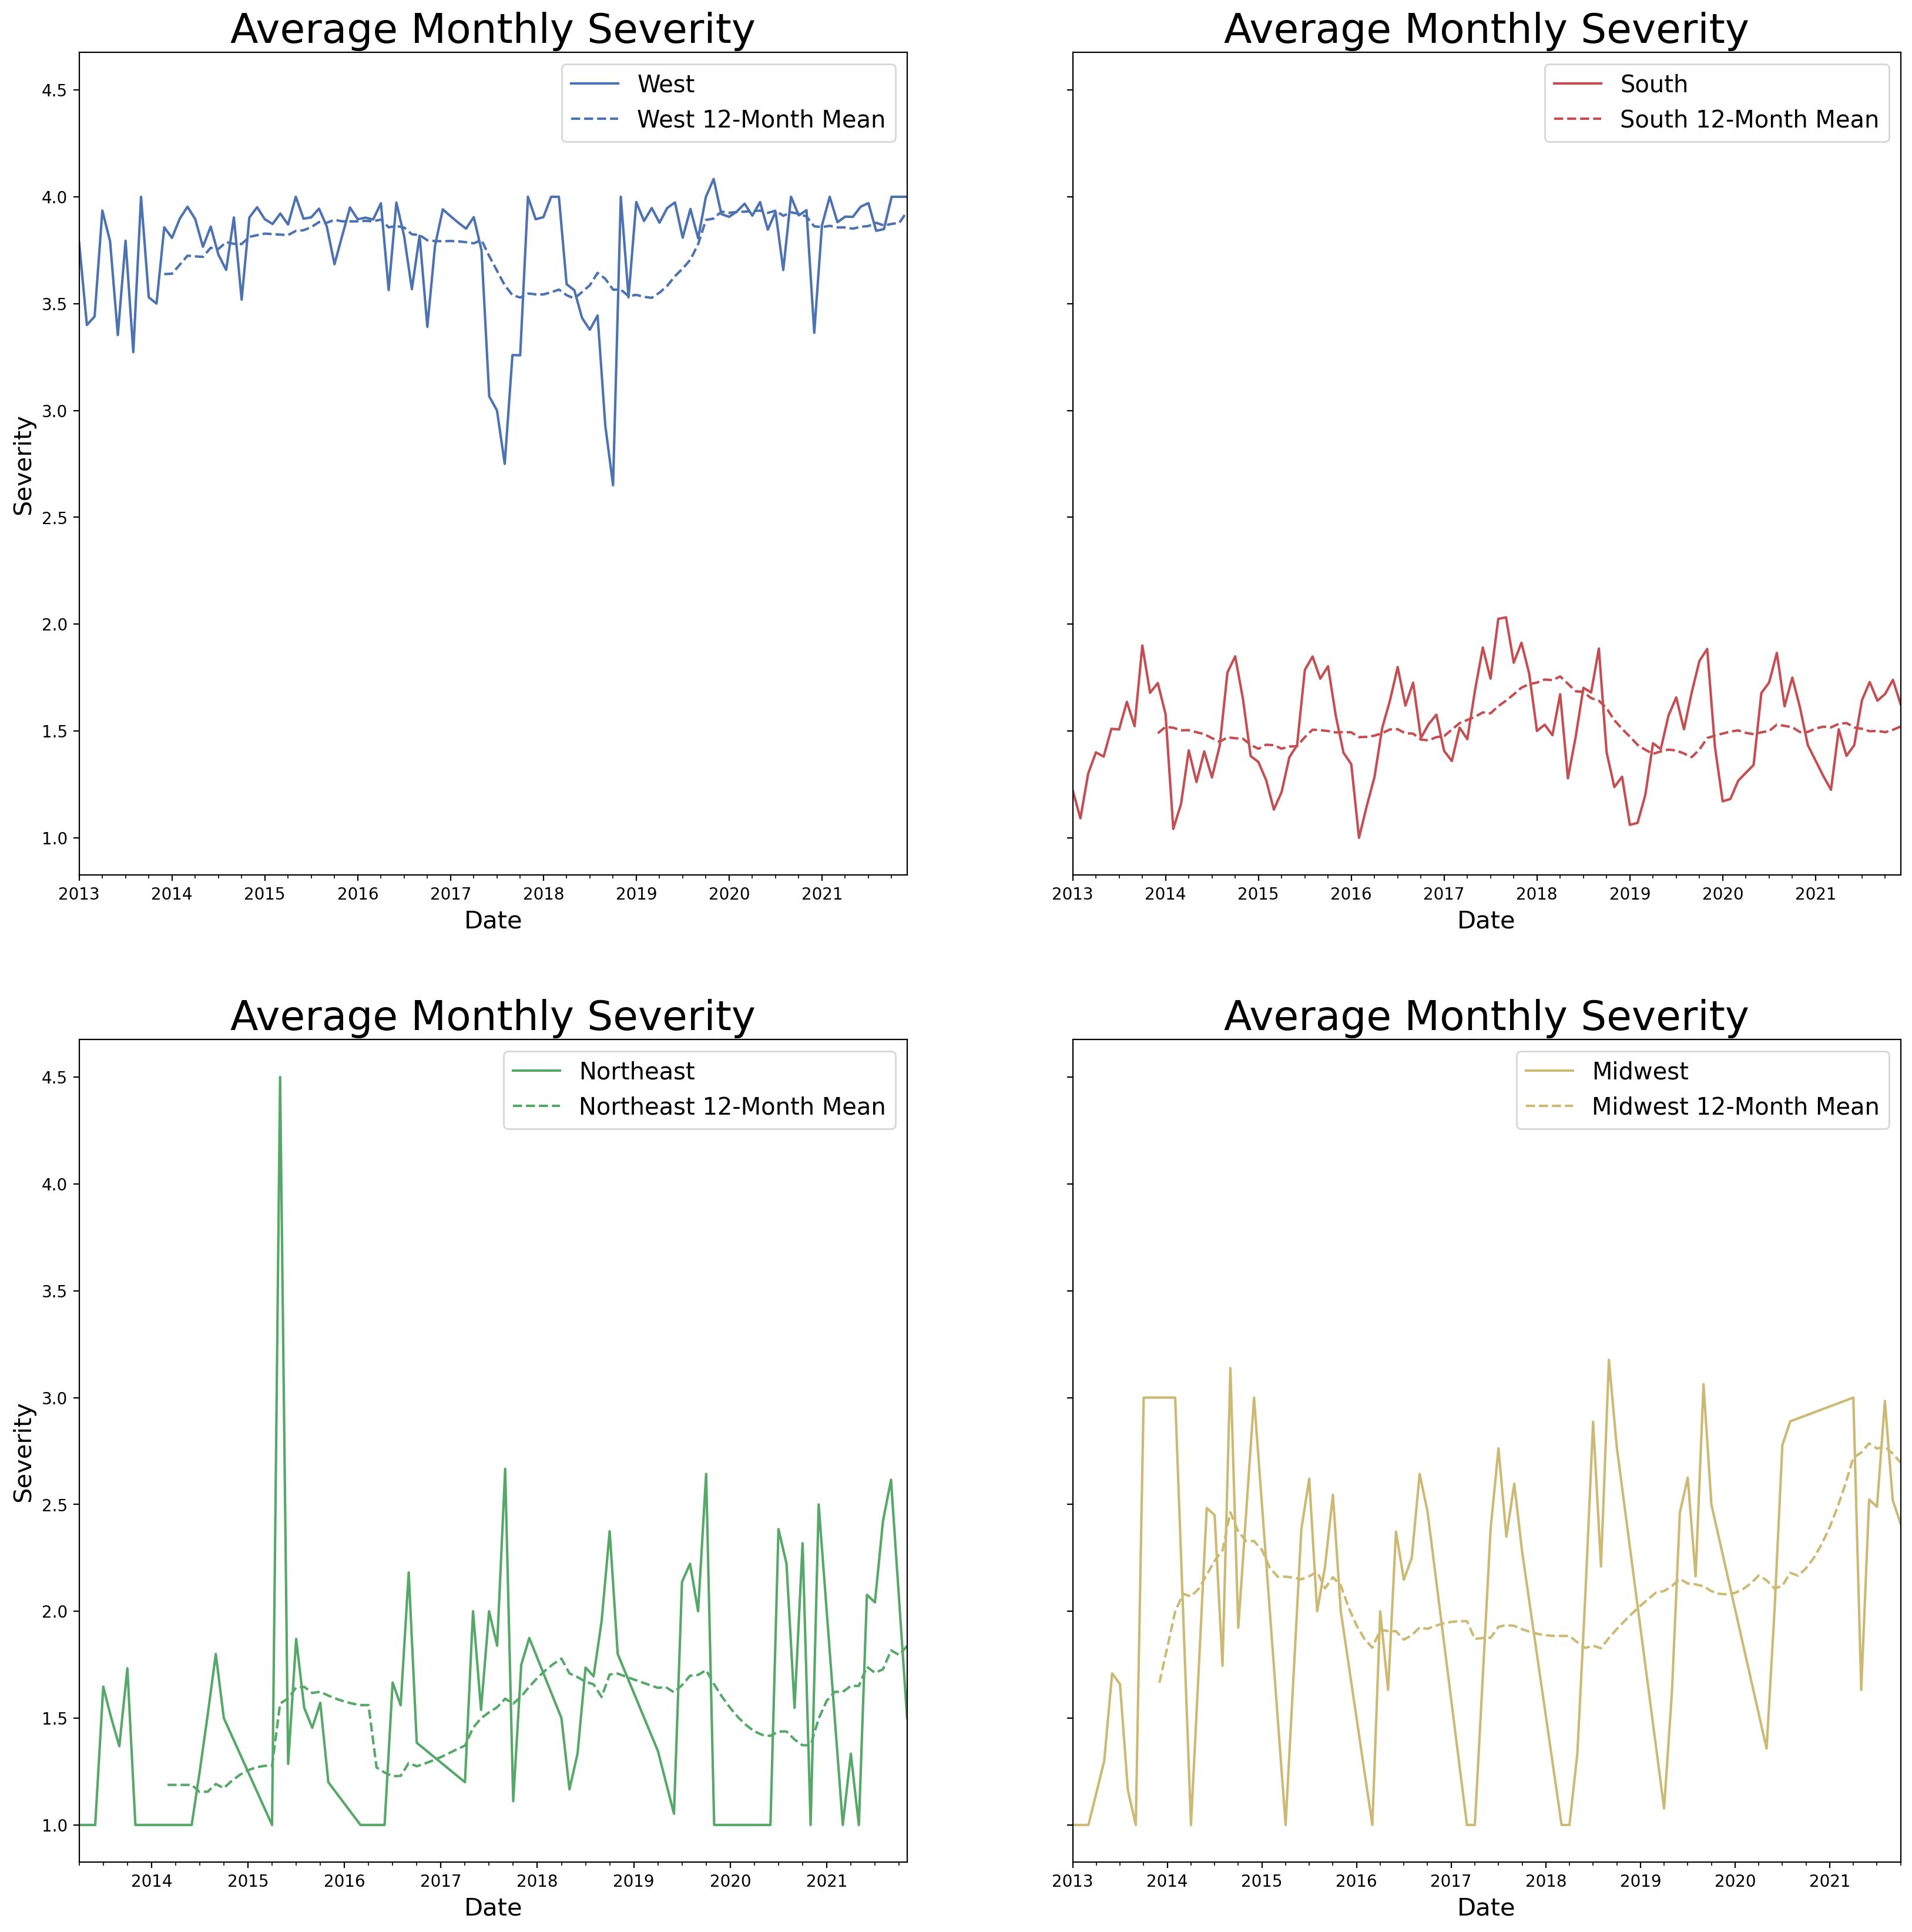 Average Monthly Severity
West
West 12-Month Mean
Severity
4.5
4.0
3.5
3.0
2.5
2.0
1.5
1.0
2013 2014 2015 2016 2017 2018 2019 2020 2021
Date
Average Monthly Severity
South
South 12-Month Mean
2013 2014 2015 2016 2017 2018 2019 2020 2021
Date
Average Monthly Severity
Northeast
Northeast 12-Month Mean
Severity
4.5
4.0
3.5
3.0
2.5
2.0
1.5
1.0
2014 2015 2016 2017 2018 2019 2020 2021
Date
Average Monthly Severity
Midwest
Midwest 12-Month Mean
2013 2014 2015 2016 2017 2018 2019 2020 2021
Date